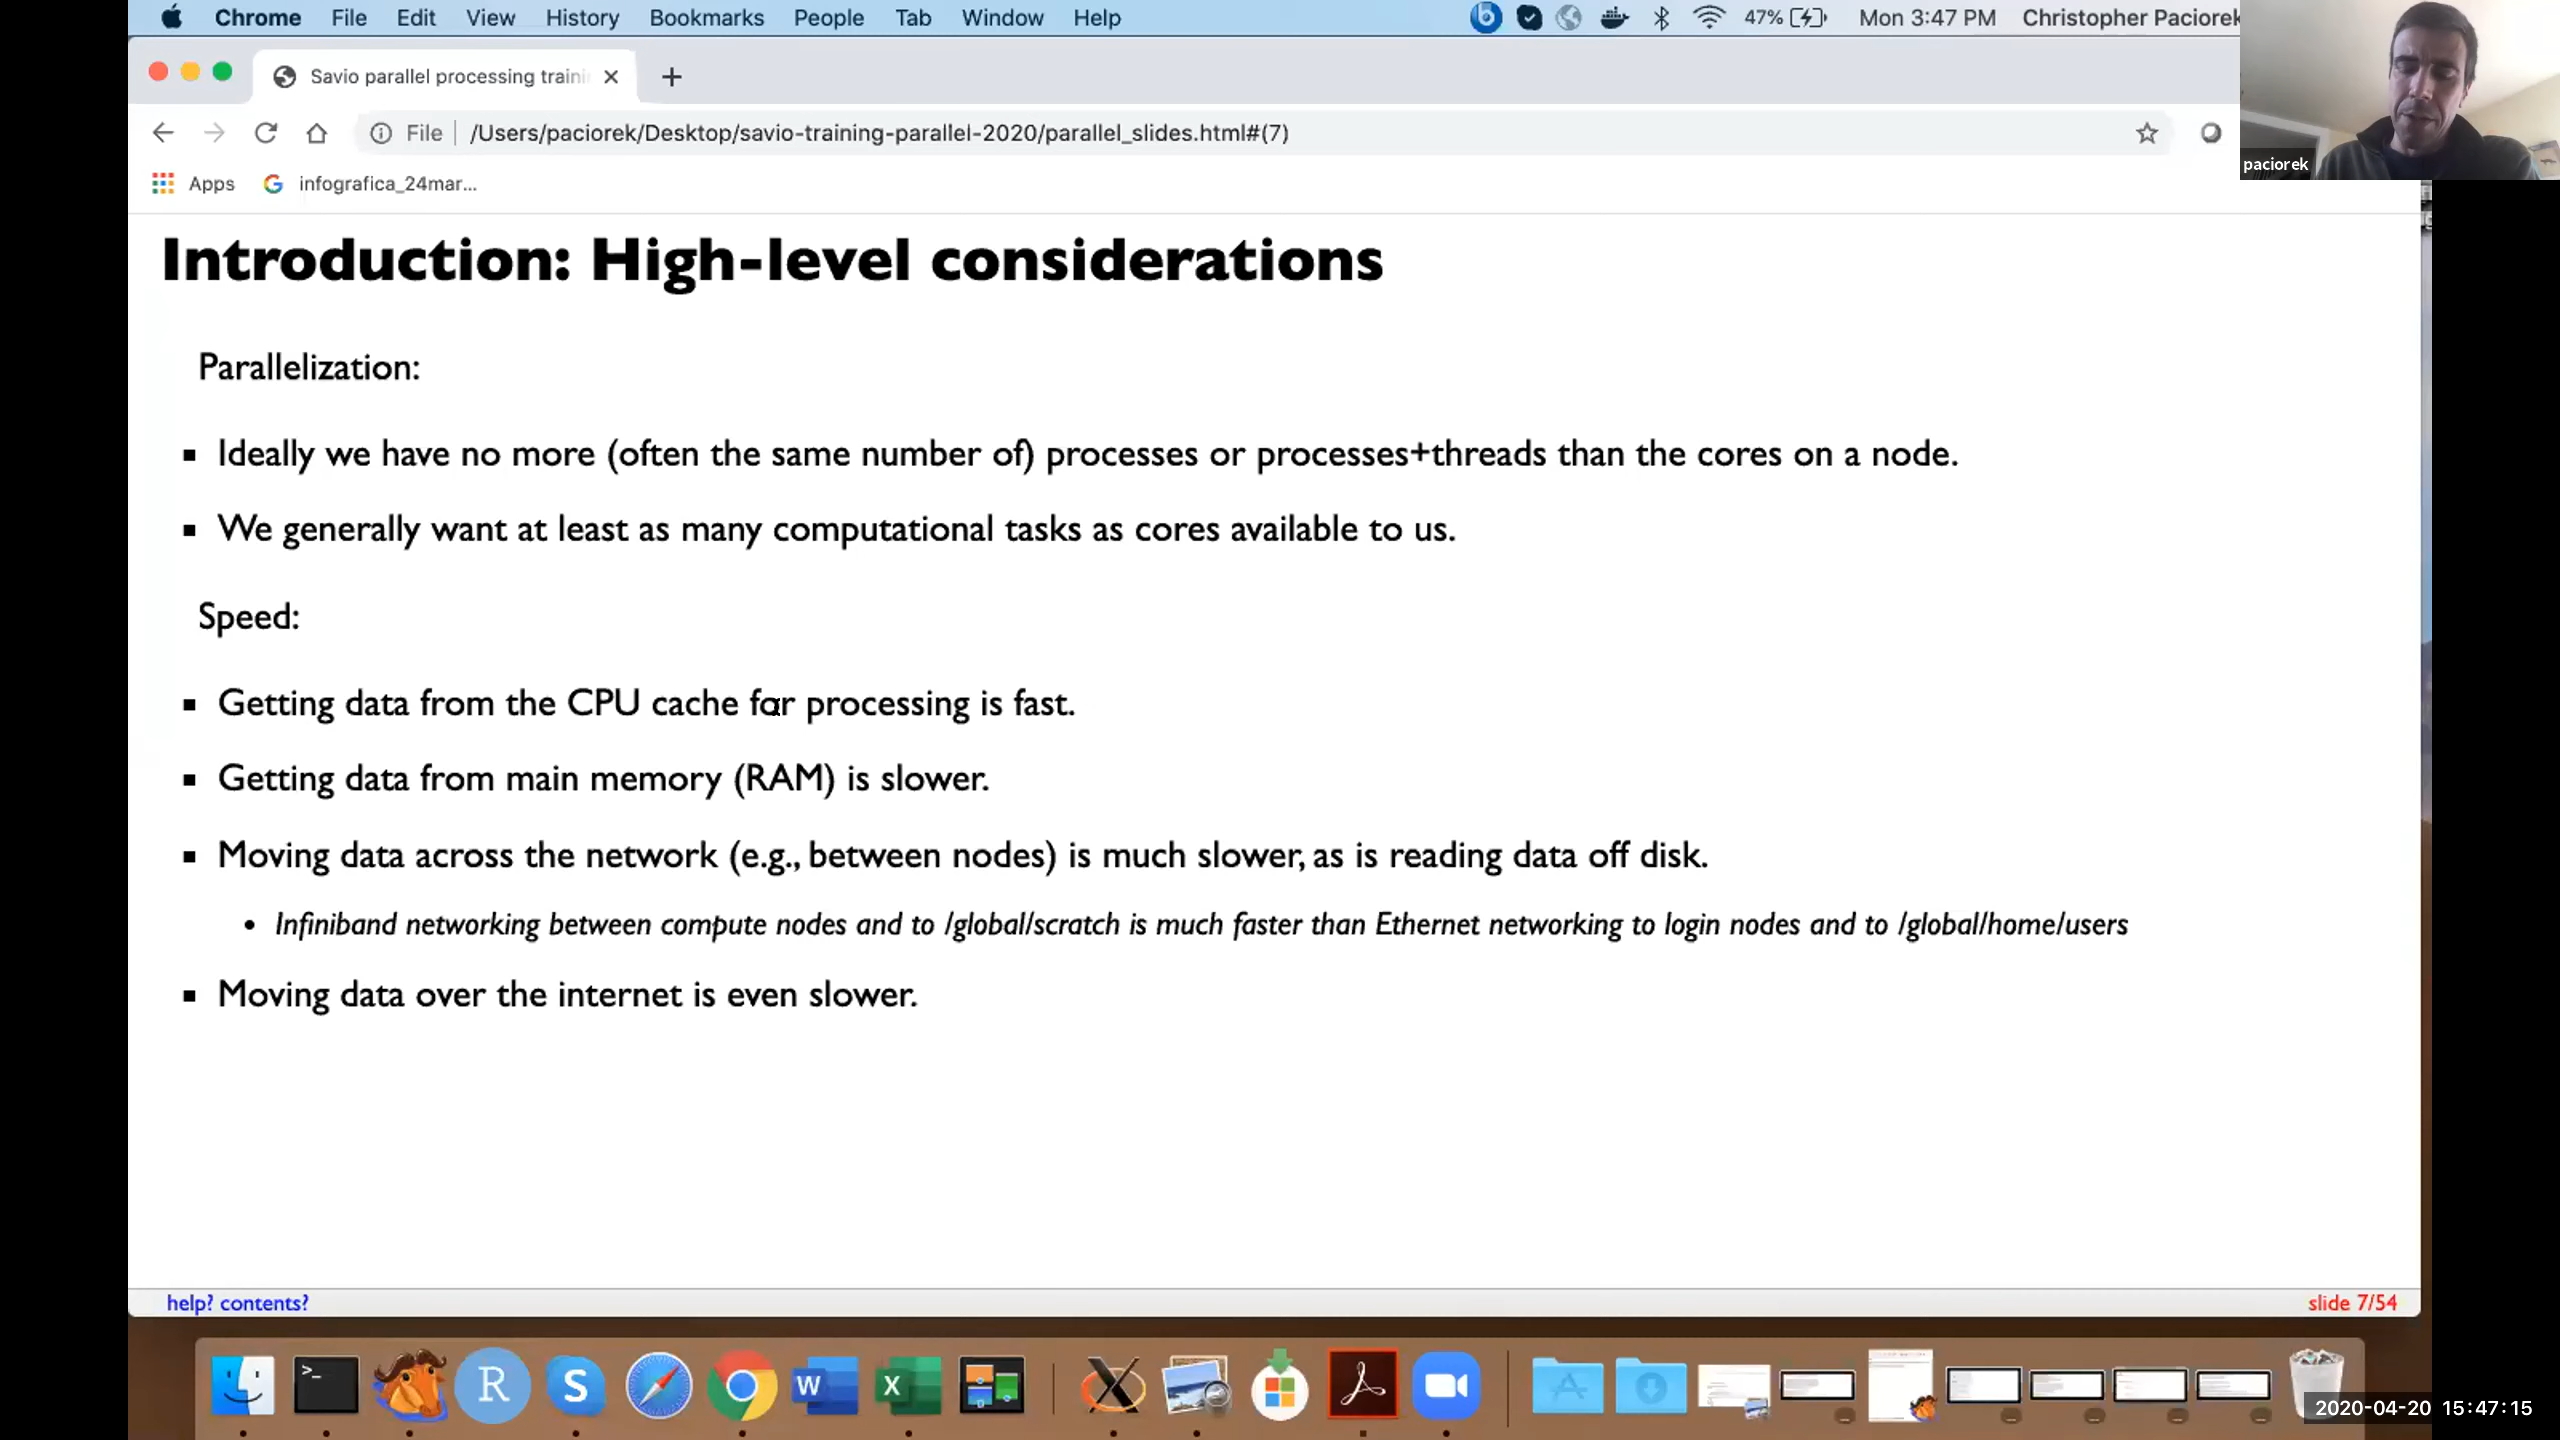 Chrome File Edit View History Bookmarks People Tab Window Help 47% Mon 3:47 PM Christopher Paciorek
Savio parallel processing traini
File /Users/paciorek/Desktop/savio-training-parallel-2020/parallel_slides.html#(7)
paciorek
Apps infografica_24mar...
Introduction: High-level considerations
Parallelization:
Ideally we have no more (often the same number of) processes or processes+threads than the cores on a node.
We generally want at least as many computational tasks as cores available to us.
Speed:
Getting data from the CPU cache for processing is fast.
Getting data from main memory (RAM) is slower.
Moving data across the network (e.g., between nodes) is much slower, as is reading data off disk.
Infiniband networking between compute nodes and to /global/scratch is much faster than Ethernet networking to login nodes and to /global/home/users
Moving data over the internet is even slower.
help? contents? slide 7/54
2020-04-20 15:47:15